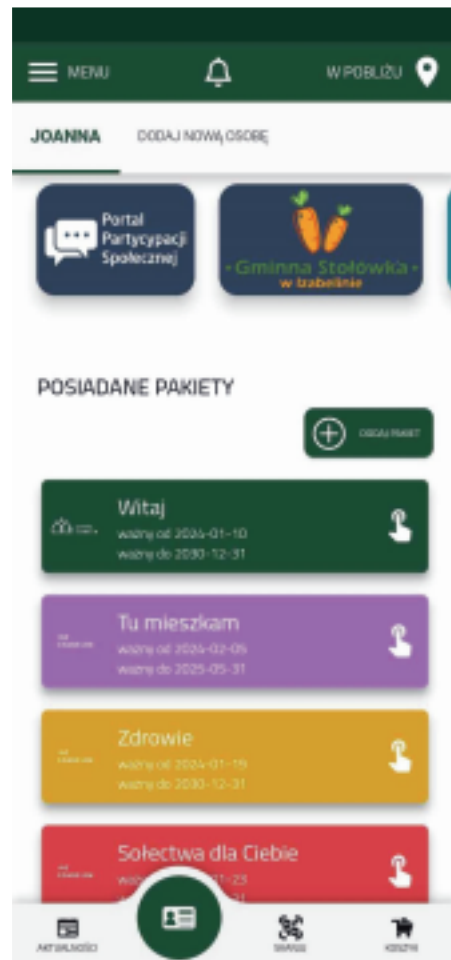 MENU
W POBLIŻU
JOANNA
DODAJ NOWĄ OSOBĘ
Portal
Partycypacji
Społecznej
Gminna Stołówka
w Izabelinie
POSIADANE PAKIETY
DODAJ PAKIET
Witaj
ważny od 2024-01-10
ważny do 2030-12-31
Tu mieszkam
ważny od 2024-02-05
ważny do 2025-05-31
Zdrowie
ważny od 2024-01-19
ważny do 2030-12-31
Sołectwa dla Ciebie
AKTUALNOŚCI
SKANUJ
KOSZYK